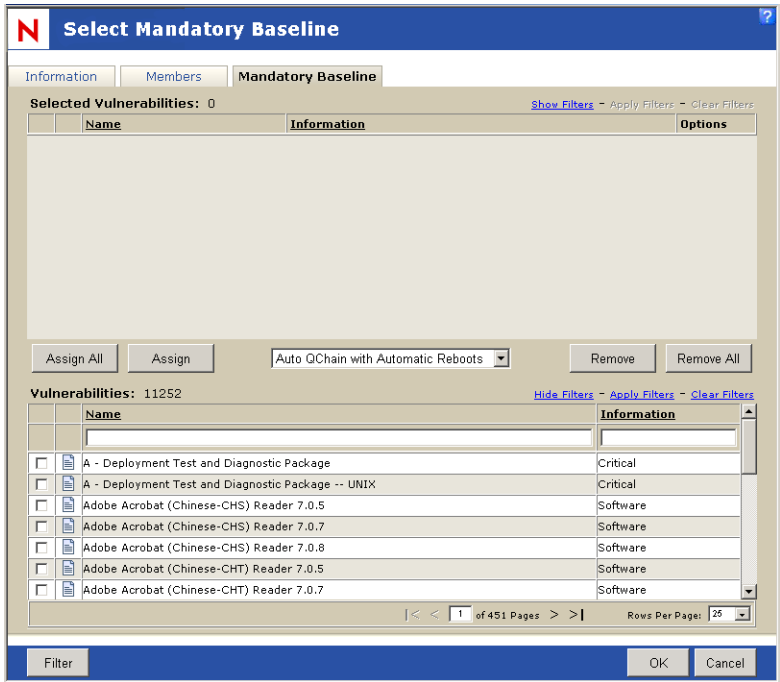 N Select Mandatory Baseline ?
Information Members Mandatory Baseline
Selected Vulnerabilities: 0 Show Filters - Apply Filters - Clear Filters
Name Information Options
Assign All Assign Auto QChain with Automatic Reboots Remove Remove All
Vulnerabilities: 11252 Hide Filters - Apply Filters - Clear Filters
Name Information
A - Deployment Test and Diagnostic Package Critical
A - Deployment Test and Diagnostic Package -- UNIX Critical
Adobe Acrobat (Chinese-CHS) Reader 7.0.5 Software
Adobe Acrobat (Chinese-CHS) Reader 7.0.7 Software
Adobe Acrobat (Chinese-CHS) Reader 7.0.8 Software
Adobe Acrobat (Chinese-CHT) Reader 7.0.5 Software
Adobe Acrobat (Chinese-CHT) Reader 7.0.7 Software
|< < 1 of 451 Pages > >| Rows Per Page: 25
Filter OK Cancel